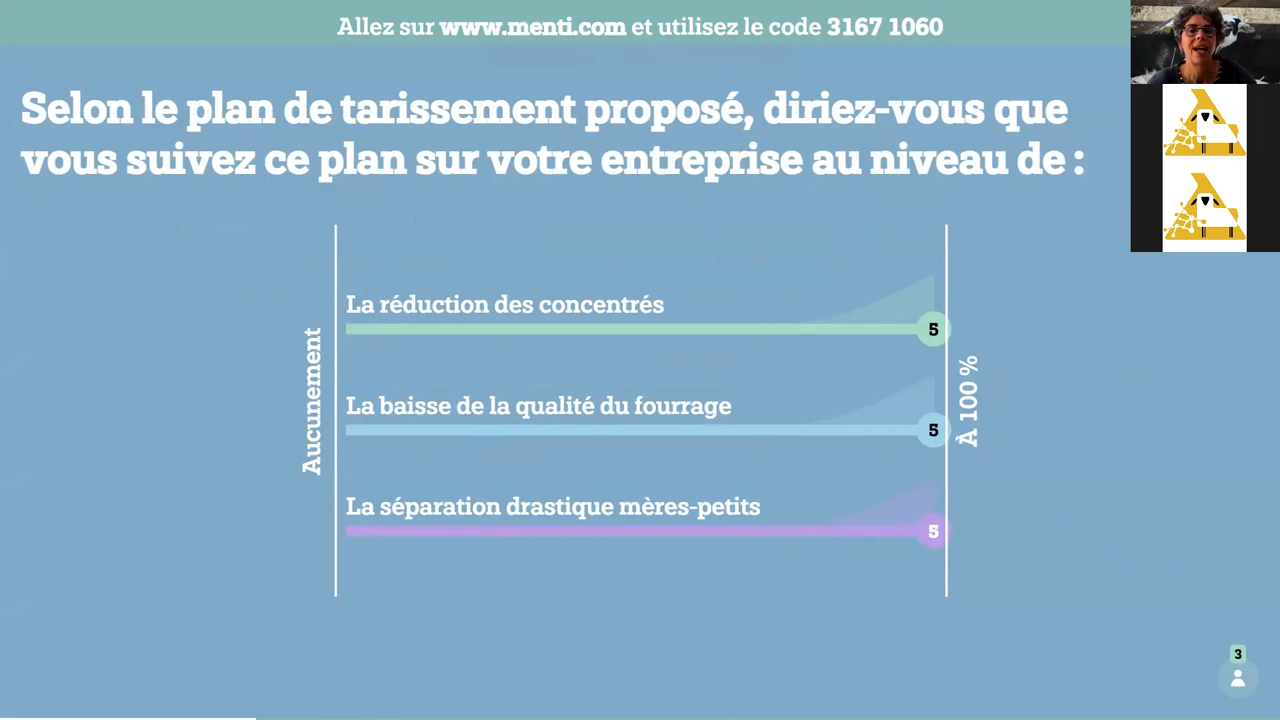 Allez sur www.menti.com et utilisez le code 3167 1060
Selon le plan de tarissement proposé, diriez-vous que
vous suivez ce plan sur votre entreprise au niveau de :
Aucunement
La réduction des concentrés
5
La baisse de la qualité du fourrage
5
La séparation drastique mères-petits
5
À 100 %
3